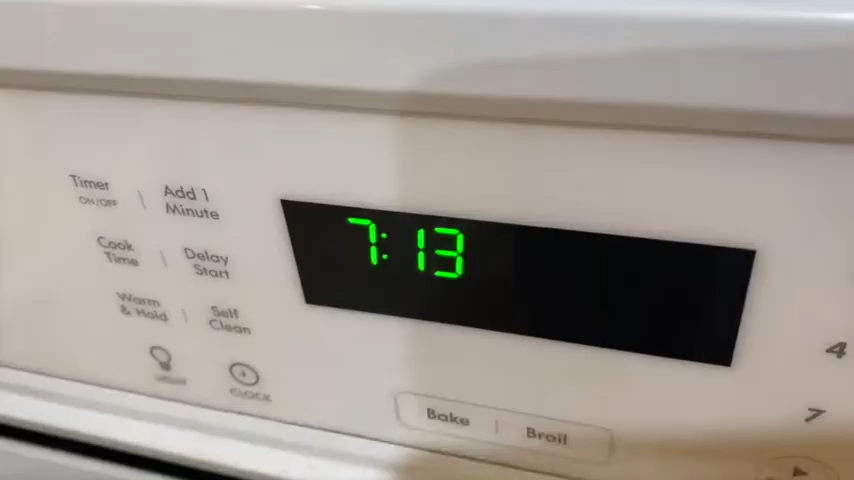 Timer
ON/OFF
Add 1
Minute
7:13
Cook
Time
Delay
Start
Warm
& Hold
Self
Clean
LIGHT
CLOCK
Bake
Broil
4
7